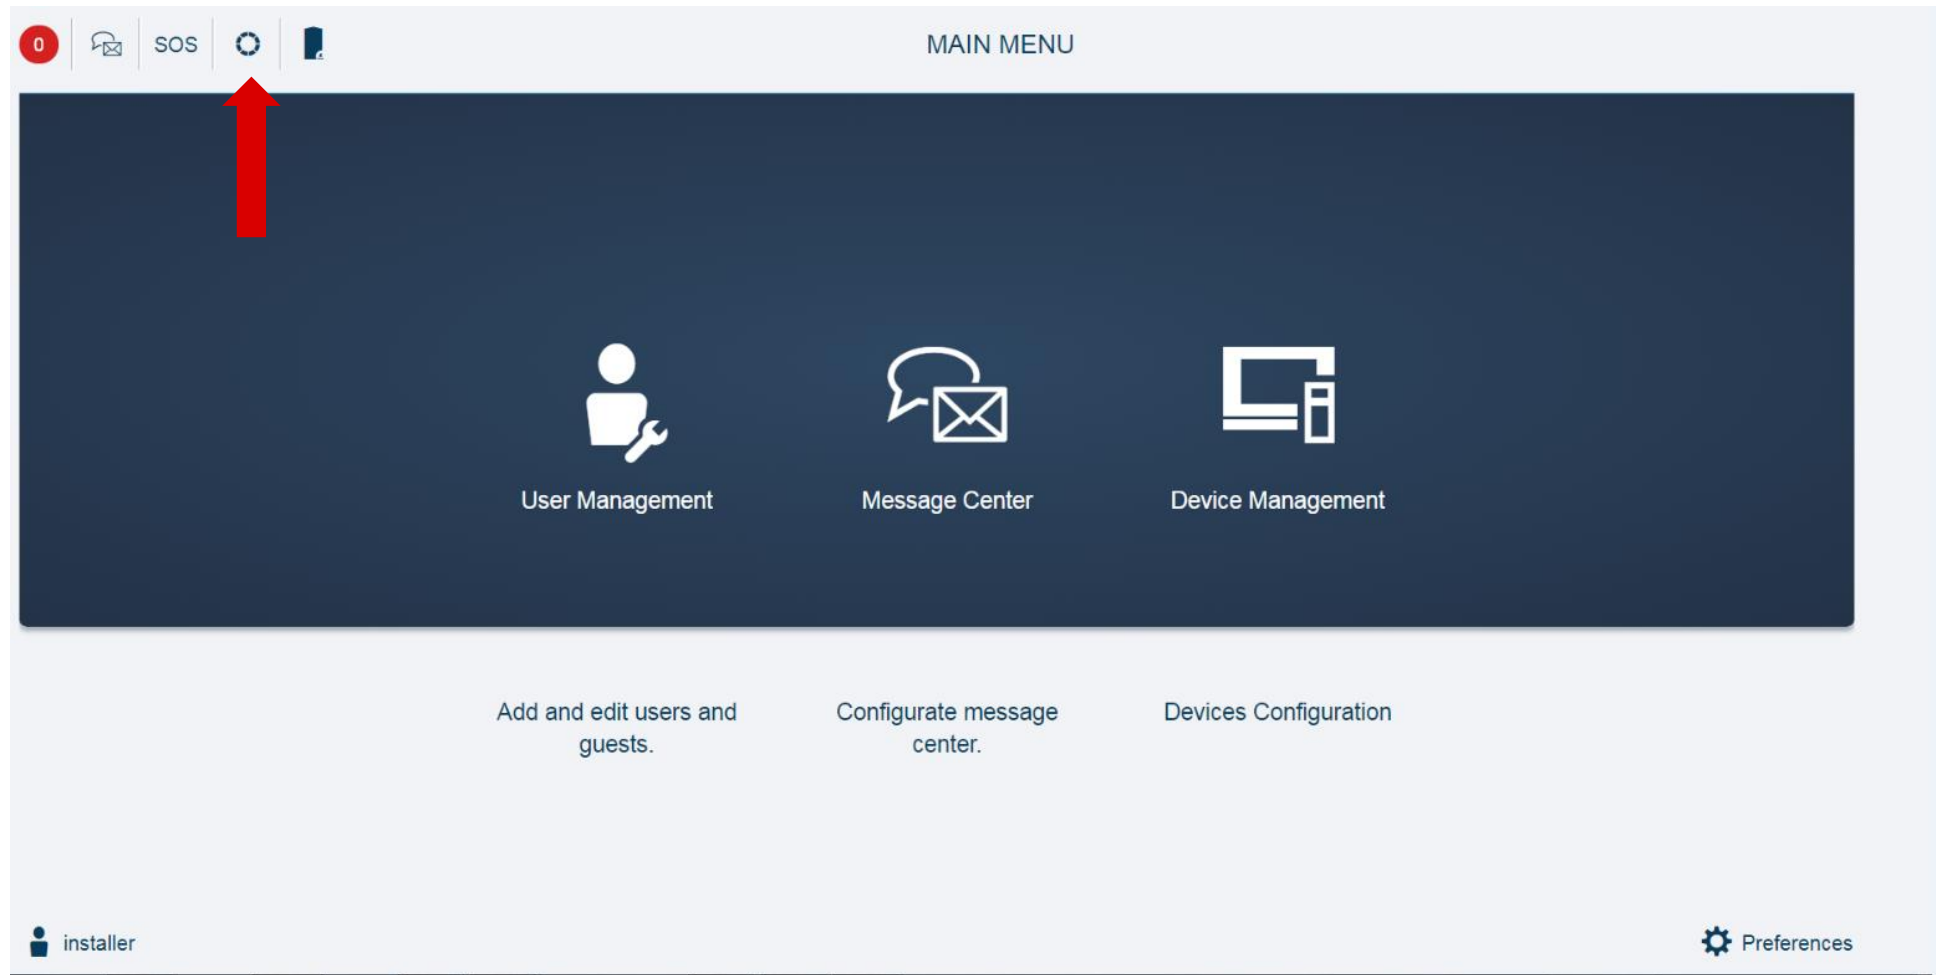 0
SOS
MAIN MENU
User Management
Message Center
Device Management
Add and edit users and
guests.
Configurate message
center.
Devices Configuration
installer
Preferences